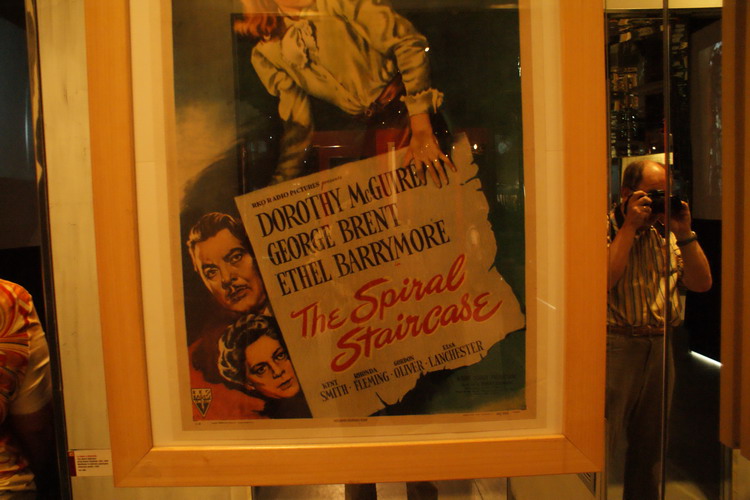 RKO RADIO PICTURES
DOROTHY McGUIRE
GEORGE BRENT
ETHEL BARRYMORE
The Spiral
Staircase
KENT SMITH · RHONDA FLEMING · GORDON OLIVER · ELSA LANCHESTER